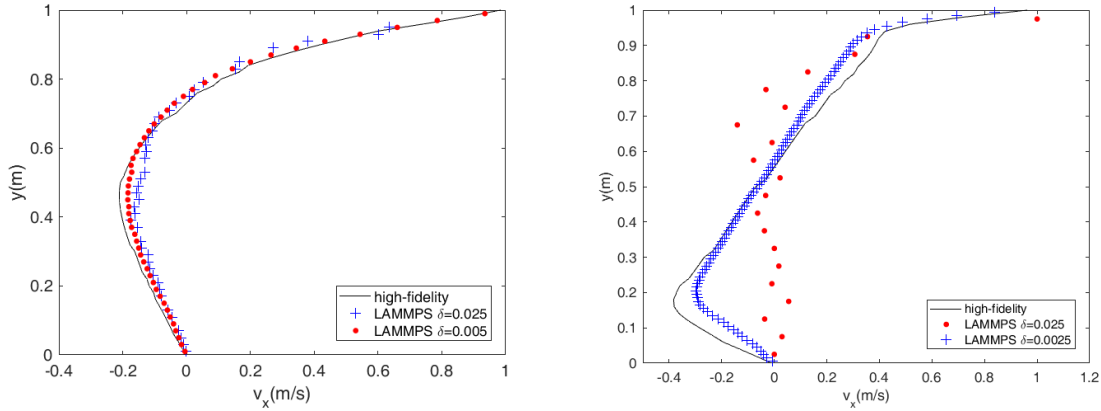 1
0.9
1
0.8
0.8
0.7
0.6
0.6
y(m)
y(m)
0.5
0.4
0.4
0.3
high-fidelity
high-fidelity
0.2
0.2
LAMMPS δ=0.025
LAMMPS δ=0.025
0.1
LAMMPS δ=0.005
LAMMPS δ=0.0025
0
0
-0.4 -0.2 0 0.2 0.4 0.6 0.8 1
-0.4 -0.2 0 0.2 0.4 0.6 0.8 1 1.2
v_x(m/s)
v_x(m/s)